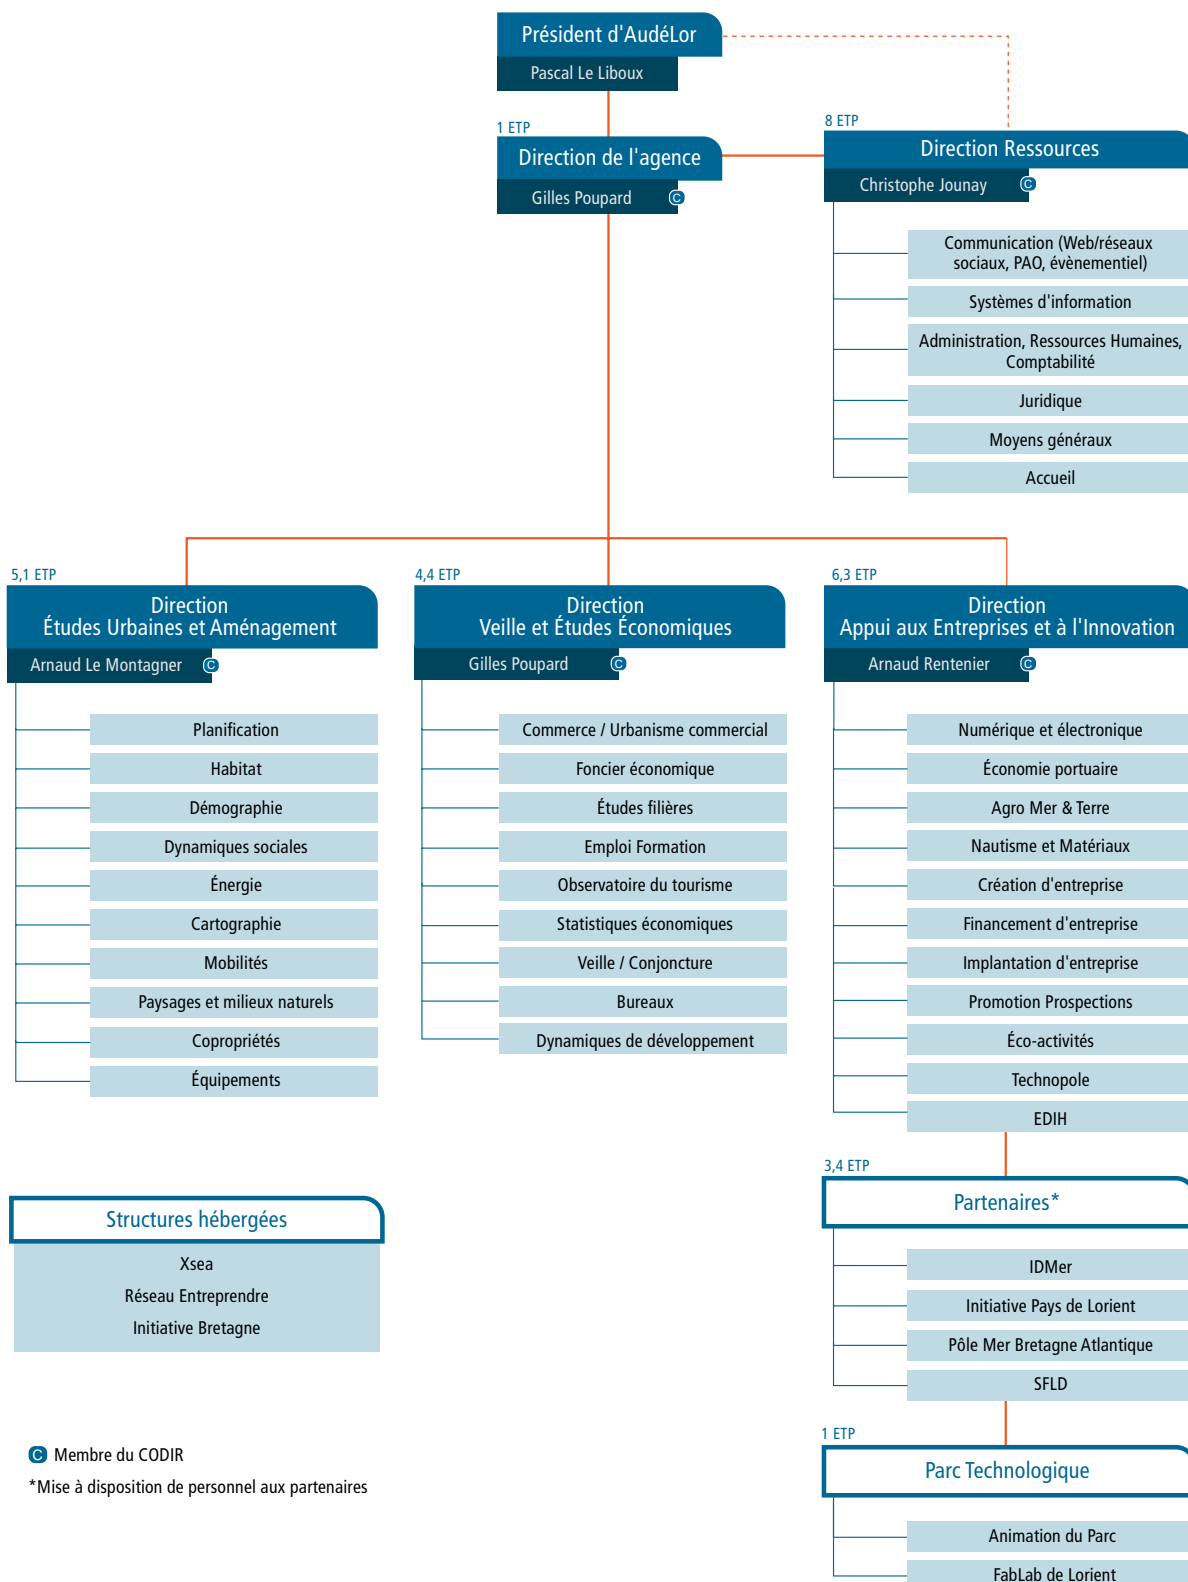 Président d'AudéLor
Pascal Le Liboux
1 ETP
Direction de l'agence
Gilles Poupard C
8 ETP
Direction Ressources
Christophe Jounay C
Communication (Web/réseaux
sociaux, PAO, évènementiel)
Systèmes d'information
Administration, Ressources Humaines,
Comptabilité
Juridique
Moyens généraux
Accueil
5,1 ETP
Direction
Études Urbaines et Aménagement
Arnaud Le Montagner C
Planification
Habitat
Démographie
Dynamiques sociales
Énergie
Cartographie
Mobilités
Paysages et milieux naturels
Copropriétés
Équipements
4,4 ETP
Direction
Veille et Études Économiques
Gilles Poupard C
Commerce / Urbanisme commercial
Foncier économique
Études filières
Emploi Formation
Observatoire du tourisme
Statistiques économiques
Veille / Conjoncture
Bureaux
Dynamiques de développement
6,3 ETP
Direction
Appui aux Entreprises et à l'Innovation
Arnaud Rentenier C
Numérique et électronique
Économie portuaire
Agro Mer & Terre
Nautisme et Matériaux
Création d'entreprise
Financement d'entreprise
Implantation d'entreprise
Promotion Prospections
Éco-activités
Technopole
EDIH
3,4 ETP
Partenaires*
IDMer
Initiative Pays de Lorient
Pôle Mer Bretagne Atlantique
SFLD
1 ETP
Parc Technologique
Animation du Parc
FabLab de Lorient
Structures hébergées
Xsea
Réseau Entreprendre
Initiative Bretagne
C Membre du CODIR
*Mise à disposition de personnel aux partenaires